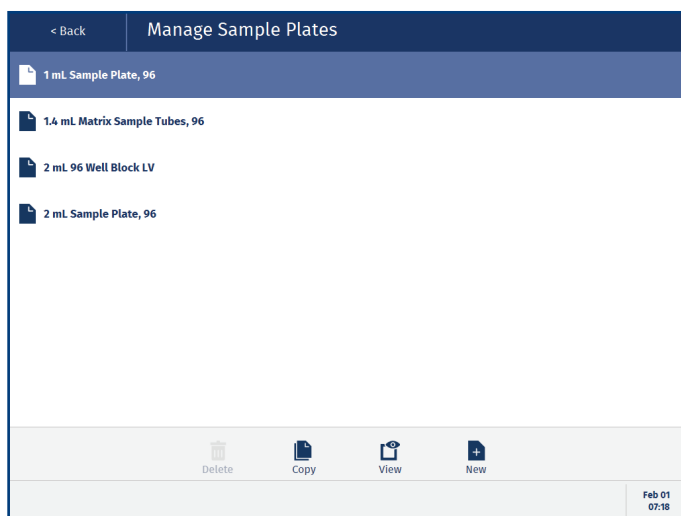 < Back
Manage Sample Plates
1 mL Sample Plate, 96
1.4 mL Matrix Sample Tubes, 96
2 mL 96 Well Block LV
2 mL Sample Plate, 96
Delete
Copy
View
New
Feb 01
07:18